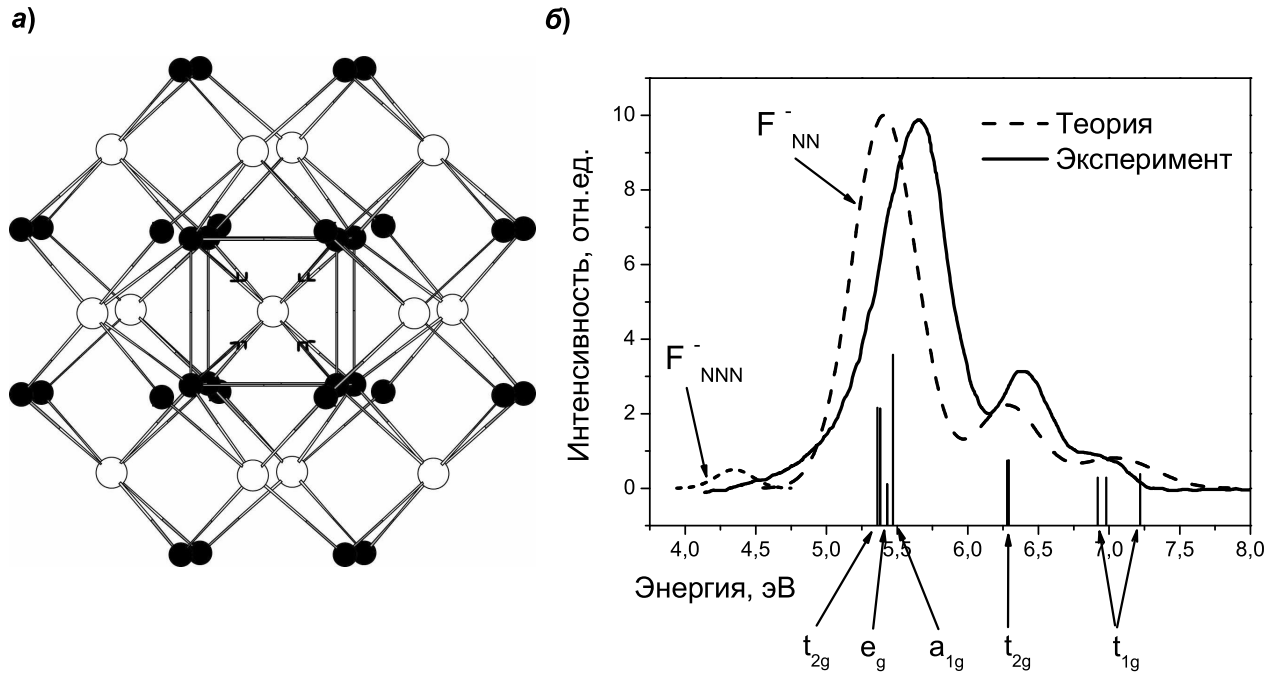 а)
б)
10
8
6
4
2
0
Интенсивность, отн.ед.
F⁻NN
F⁻NNN
Теория
Эксперимент
4,0 4,5 5,0 5,5 6,0 6,5 7,0 7,5 8,0
Энергия, эВ
t2g eg a1g t2g t1g